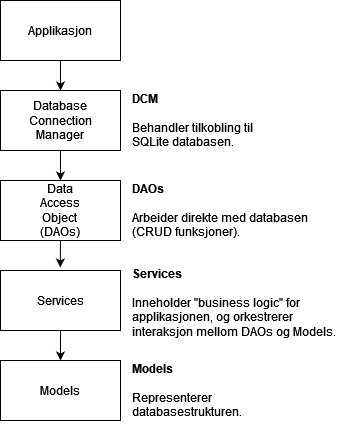 Applikasjon
Database
Connection
Manager
DCM
Behandler tilkobling til
SQLite databasen.
Data
Access
Object
(DAOs)
DAOs
Arbeider direkte med databasen
(CRUD funksjoner).
Services
Services
Inneholder "business logic" for
applikasjonen, og orkestrerer
interaksjon mellom DAOs og Models.
Models
Models
Representerer
databasestrukturen.